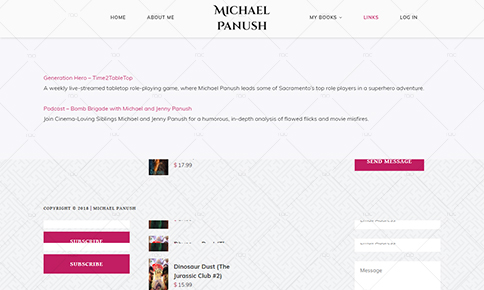 HOME
ABOUT ME
MICHAEL
PANUSH
MY BOOKS
LINKS
LOG IN
Generation Hero – Time2TableTop
A weekly live-streamed tabletop role-playing game, where Michael Panush leads some of Sacramento's top role players in a superhero adventure.
Podcast – Bomb Brigade with Michael and Jenny Panush
Join Cinema-Loving Siblings Michael and Jenny Panush for a humorous, in-depth analysis of flawed flicks and movie misfires.
$ 17.99
SEND MESSAGE
COPYRIGHT © 2018 | MICHAEL PANUSH
SUBSCRIBE
SUBSCRIBE
Dinosaur Dust (The
Jurassic Club #2)
$ 15.99
Message